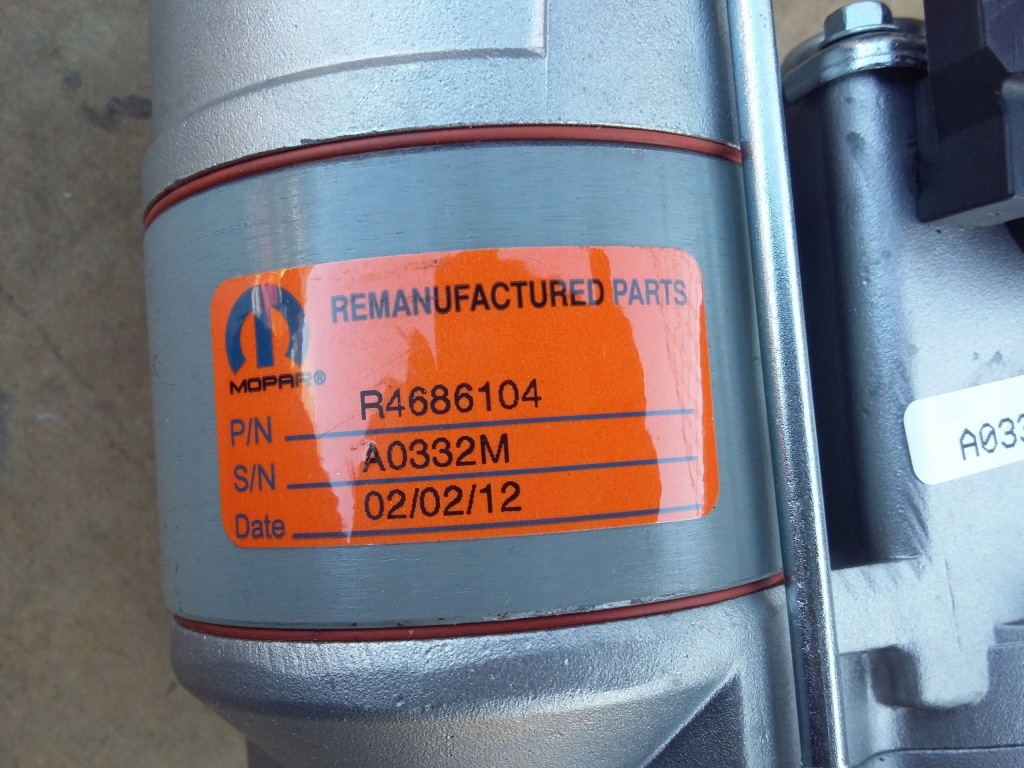 REMANUFACTURED PARTS
MOPAR®
P/N R4686104
S/N A0332M
Date 02/02/12
A033